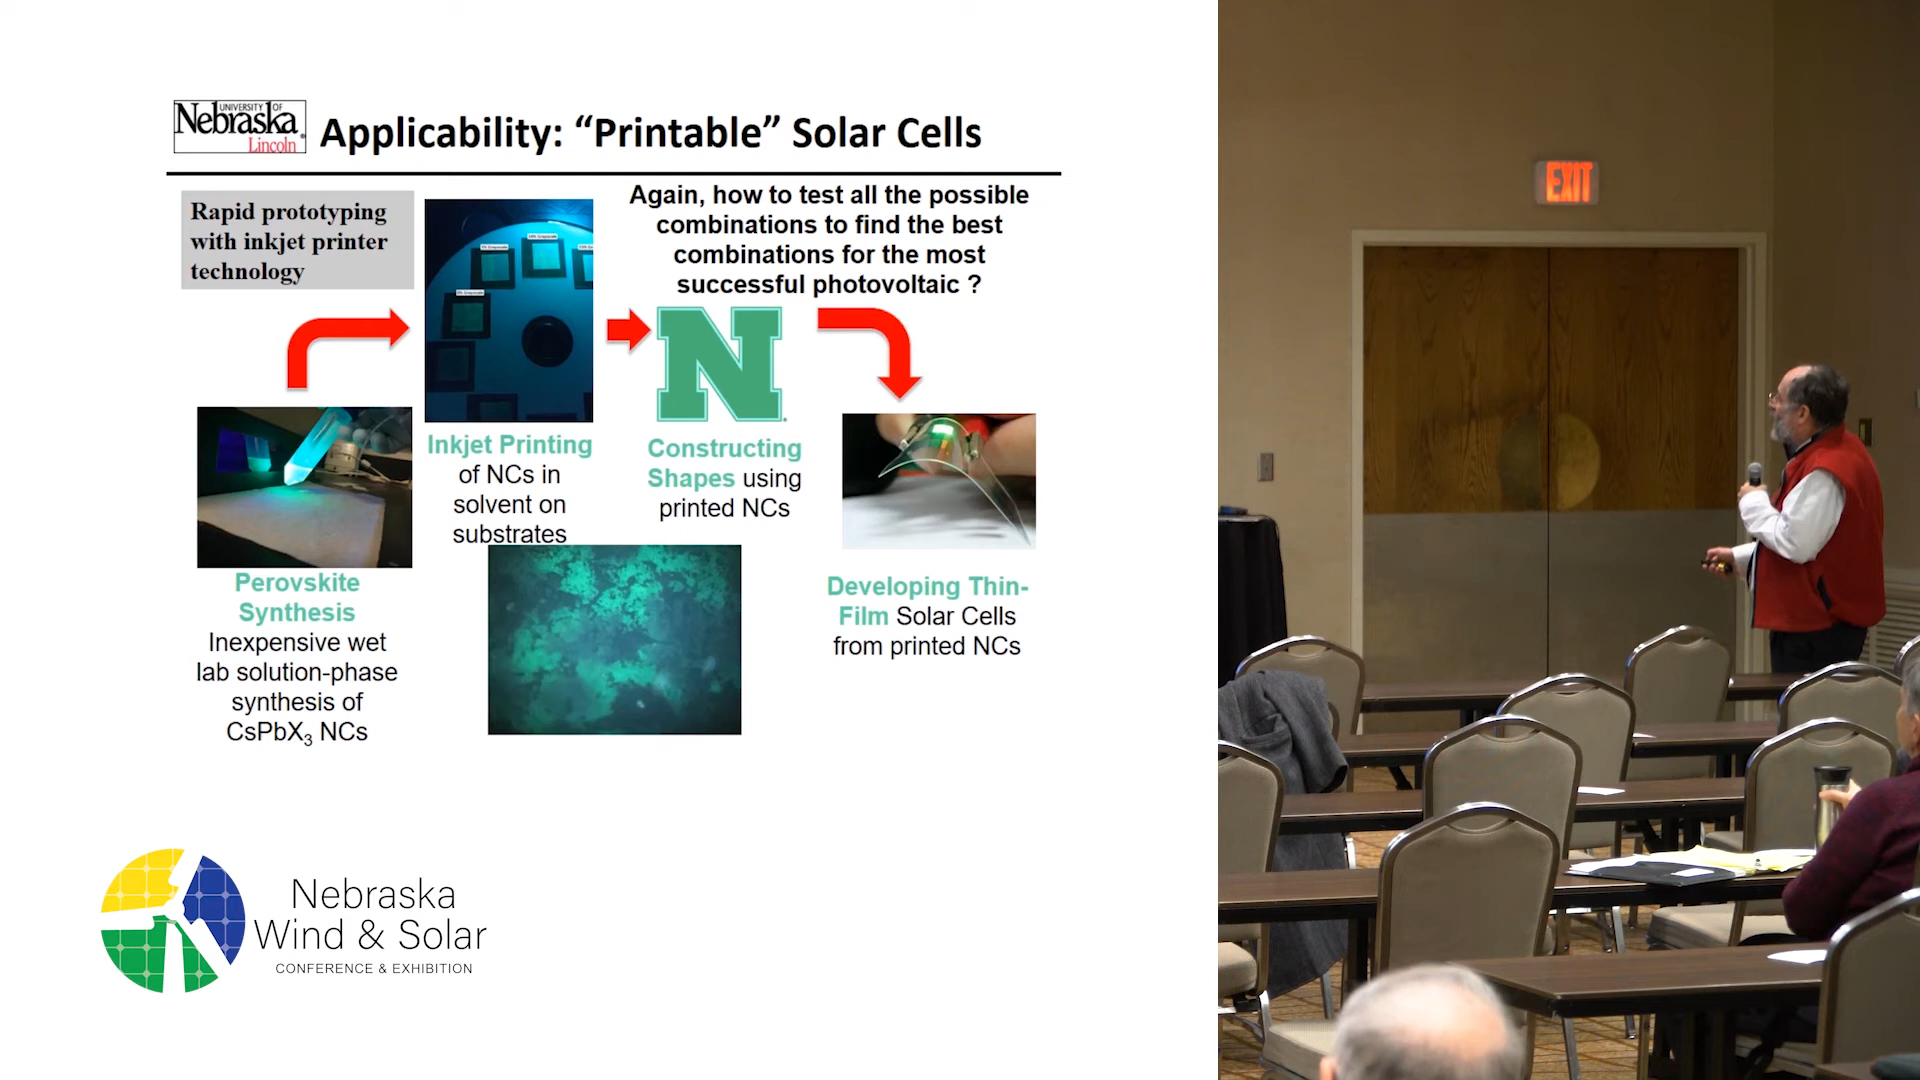 UNIVERSITY OF
Nebraska
Lincoln
Applicability: “Printable” Solar Cells
Rapid prototyping
with inkjet printer
technology
Again, how to test all the possible
combinations to find the best
combinations for the most
successful photovoltaic ?
N
Inkjet Printing
of NCs in
solvent on
substrates
Constructing
Shapes using
printed NCs
Perovskite
Synthesis
Inexpensive wet
lab solution-phase
synthesis of
CsPbX₃ NCs
Developing Thin-
Film Solar Cells
from printed NCs
Nebraska
Wind & Solar
CONFERENCE & EXHIBITION
EXIT